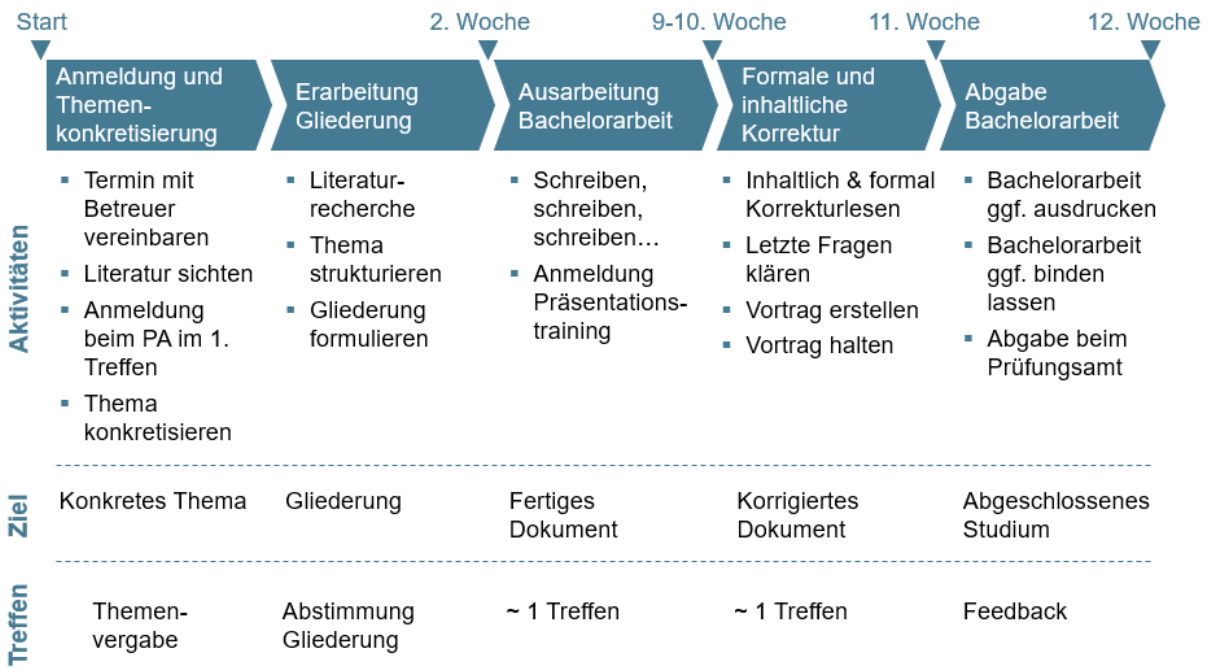 Start
2. Woche
9-10. Woche
11. Woche
12. Woche
Anmeldung und
Themen-
konkretisierung
Erarbeitung
Gliederung
Ausarbeitung
Bachelorarbeit
Formale und
inhaltliche
Korrektur
Abgabe
Bachelorarbeit
Aktivitäten
▪ Termin mit
Betreuer
vereinbaren
▪ Literatur sichten
▪ Anmeldung
beim PA im 1.
Treffen
▪ Thema
konkretisieren
▪ Literatur-
recherche
▪ Thema
strukturieren
▪ Gliederung
formulieren
▪ Schreiben,
schreiben,
schreiben…
▪ Anmeldung
Präsentations-
training
▪ Inhaltlich & formal
Korrekturlesen
▪ Letzte Fragen
klären
▪ Vortrag erstellen
▪ Vortrag halten
▪ Bachelorarbeit
ggf. ausdrucken
▪ Bachelorarbeit
ggf. binden
lassen
▪ Abgabe beim
Prüfungsamt
Ziel
Konkretes Thema
Gliederung
Fertiges
Dokument
Korrigiertes
Dokument
Abgeschlossenes
Studium
Treffen
Themen-
vergabe
Abstimmung
Gliederung
~ 1 Treffen
~ 1 Treffen
Feedback